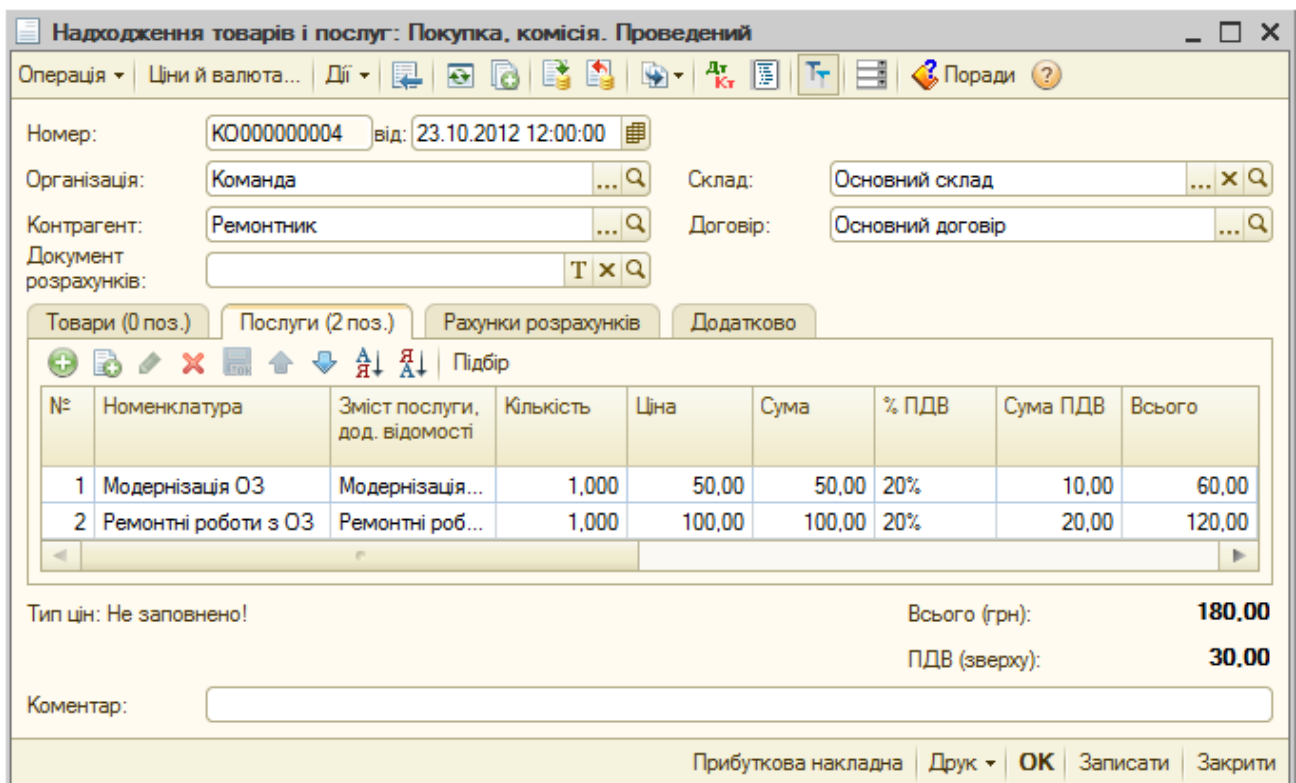 Надходження товарів і послуг: Покупка, комісія. Проведений
Операція Ціни й валюта... Дії Дт Кт Поради
Номер: КО000000004 від: 23.10.2012 12:00:00
Організація: Команда ... Склад: Основний склад ...
Контрагент: Ремонтник ... Договір: Основний договір ...
Документ
розрахунків: T
Товари (0 поз.) Послуги (2 поз.) Рахунки розрахунків Додатково
Підбір
№ Номенклатура Зміст послуги, Кількість Ціна Сума % ПДВ Сума ПДВ Всього
дод. відомості
1 Модернізація ОЗ Модернізація... 1,000 50,00 50,00 20% 10,00 60,00
2 Ремонтні роботи з ОЗ Ремонтні роб... 1,000 100,00 100,00 20% 20,00 120,00
Тип цін: Не заповнено! Всього (грн): 180,00
ПДВ (зверху): 30,00
Коментар:
Прибуткова накладна Друк OK Записати Закрити